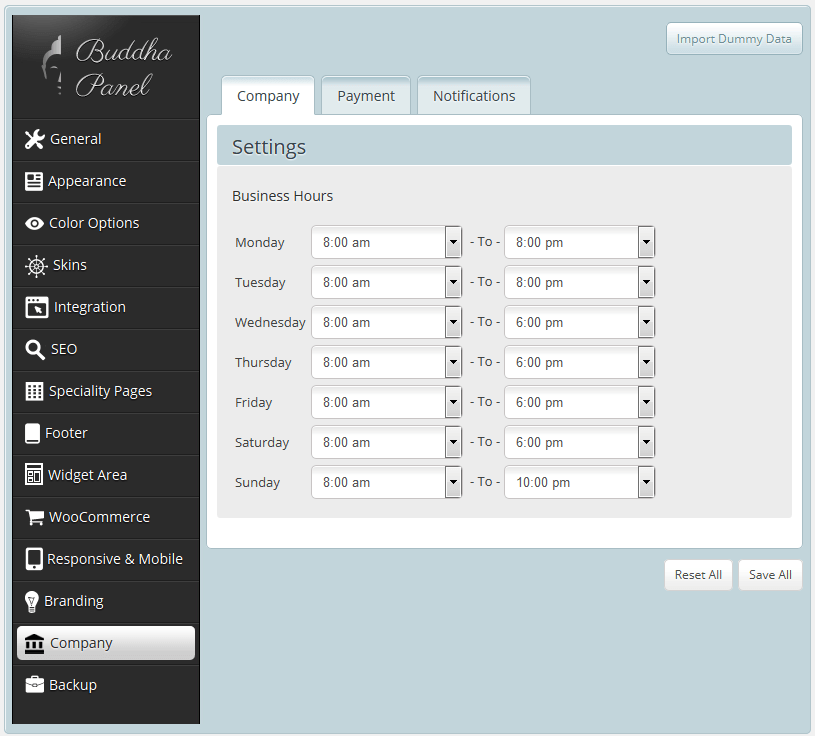 Buddha
Panel
General
Appearance
Color Options
Skins
Integration
SEO
Speciality Pages
Footer
Widget Area
WooCommerce
Responsive & Mobile
Branding
Company
Backup
Import Dummy Data
Company Payment Notifications
Settings
Business Hours
Monday 8:00 am - To - 8:00 pm
Tuesday 8:00 am - To - 8:00 pm
Wednesday 8:00 am - To - 6:00 pm
Thursday 8:00 am - To - 6:00 pm
Friday 8:00 am - To - 6:00 pm
Saturday 8:00 am - To - 6:00 pm
Sunday 8:00 am - To - 10:00 pm
Reset All Save All